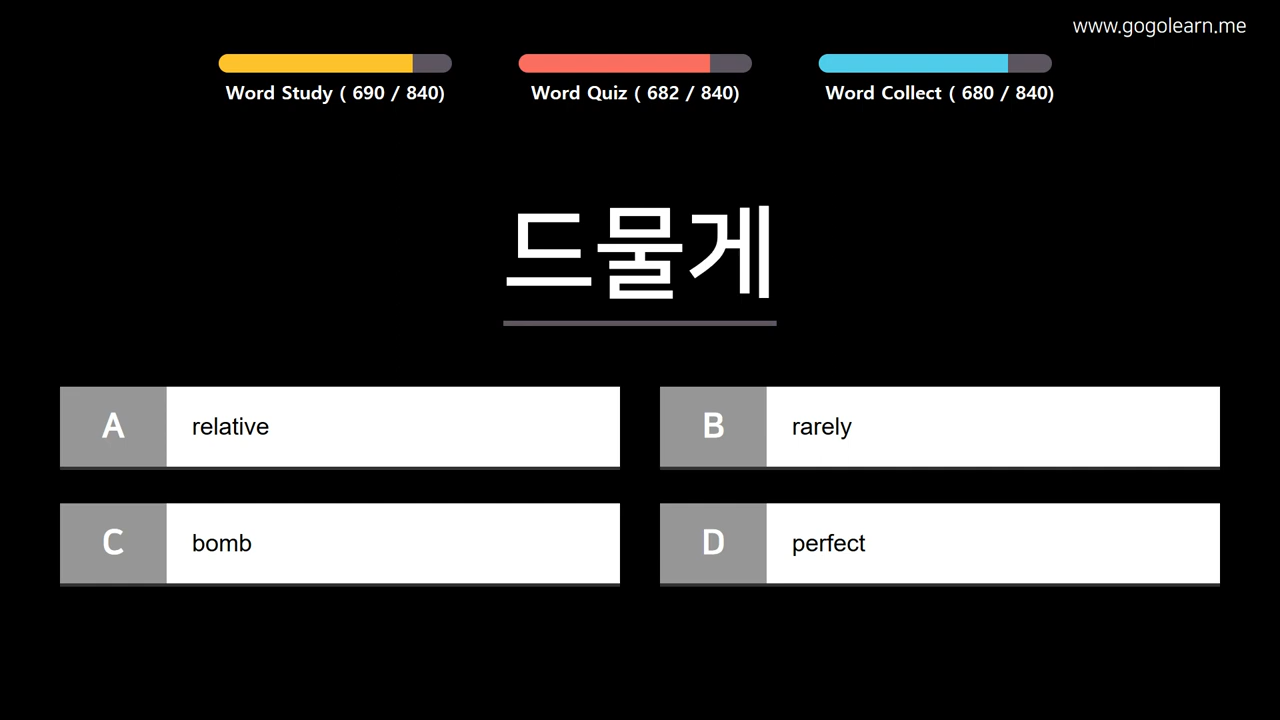 www.gogolearn.me
Word Study ( 690 / 840)
Word Quiz ( 682 / 840)
Word Collect ( 680 / 840)
드물게
A relative
B rarely
C bomb
D perfect